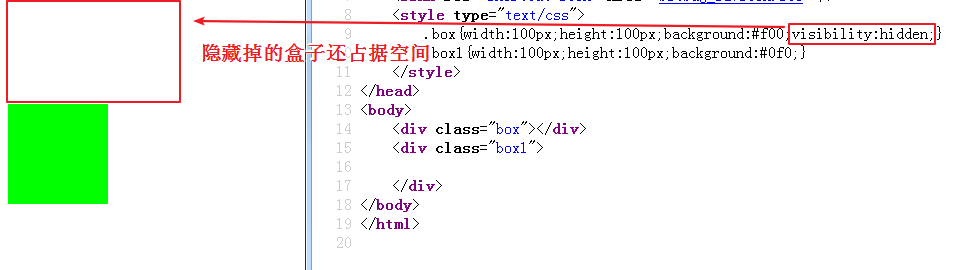 8
9
10
11
12
13
14
15
16
17
18
19
20
<style type="text/css">
.box{width:100px;height:100px;background:#f00;visibility:hidden;}
box1{width:100px;height:100px;background:#0f0;}
</style>
</head>
<body>
<div class="box"></div>
<div class="box1">
</div>
</body>
</html>
隐藏掉的盒子还占据空间